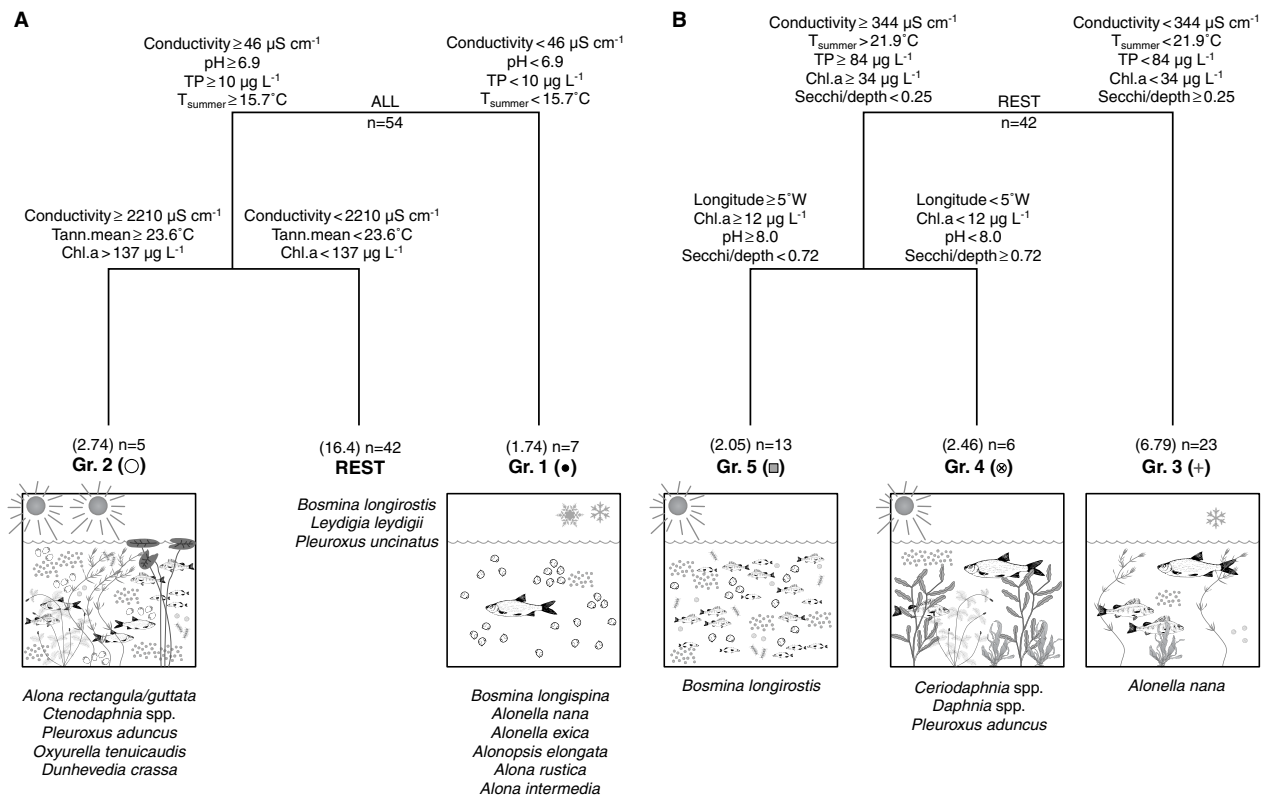 A
Conductivity ≥ 46 µS cm⁻¹
pH ≥ 6.9
TP ≥ 10 µg L⁻¹
Tsummer ≥ 15.7˚C
Conductivity < 46 µS cm⁻¹
pH < 6.9
TP < 10 µg L⁻¹
Tsummer < 15.7˚C
ALL
n=54
Conductivity ≥ 2210 µS cm⁻¹
Tann.mean ≥ 23.6˚C
Chl.a > 137 µg L⁻¹
Conductivity < 2210 µS cm⁻¹
Tann.mean < 23.6˚C
Chl.a < 137 µg L⁻¹
(2.74) n=5
Gr. 2 (○)
(16.4) n=42
REST
(1.74) n=7
Gr. 1 (●)
Bosmina longirostis
Leydigia leydigii
Pleuroxus uncinatus
Alona rectangula/guttata
Ctenodaphnia spp.
Pleuroxus aduncus
Oxyurella tenuicaudis
Dunhevedia crassa
Bosmina longispina
Alonella nana
Alonella exica
Alonopsis elongata
Alona rustica
Alona intermedia
B
Conductivity ≥ 344 µS cm⁻¹
Tsummer > 21.9˚C
TP ≥ 84 µg L⁻¹
Chl.a ≥ 34 µg L⁻¹
Secchi/depth < 0.25
Conductivity < 344 µS cm⁻¹
Tsummer < 21.9˚C
TP < 84 µg L⁻¹
Chl.a < 34 µg L⁻¹
Secchi/depth ≥ 0.25
REST
n=42
Longitude ≥ 5˚W
Chl.a ≥ 12 µg L⁻¹
pH ≥ 8.0
Secchi/depth < 0.72
Longitude < 5˚W
Chl.a < 12 µg L⁻¹
pH < 8.0
Secchi/depth ≥ 0.72
(2.05) n=13
Gr. 5 (■)
(2.46) n=6
Gr. 4 (⊗)
(6.79) n=23
Gr. 3 (+)
Bosmina longirostis
Ceriodaphnia spp.
Daphnia spp.
Pleuroxus aduncus
Alonella nana